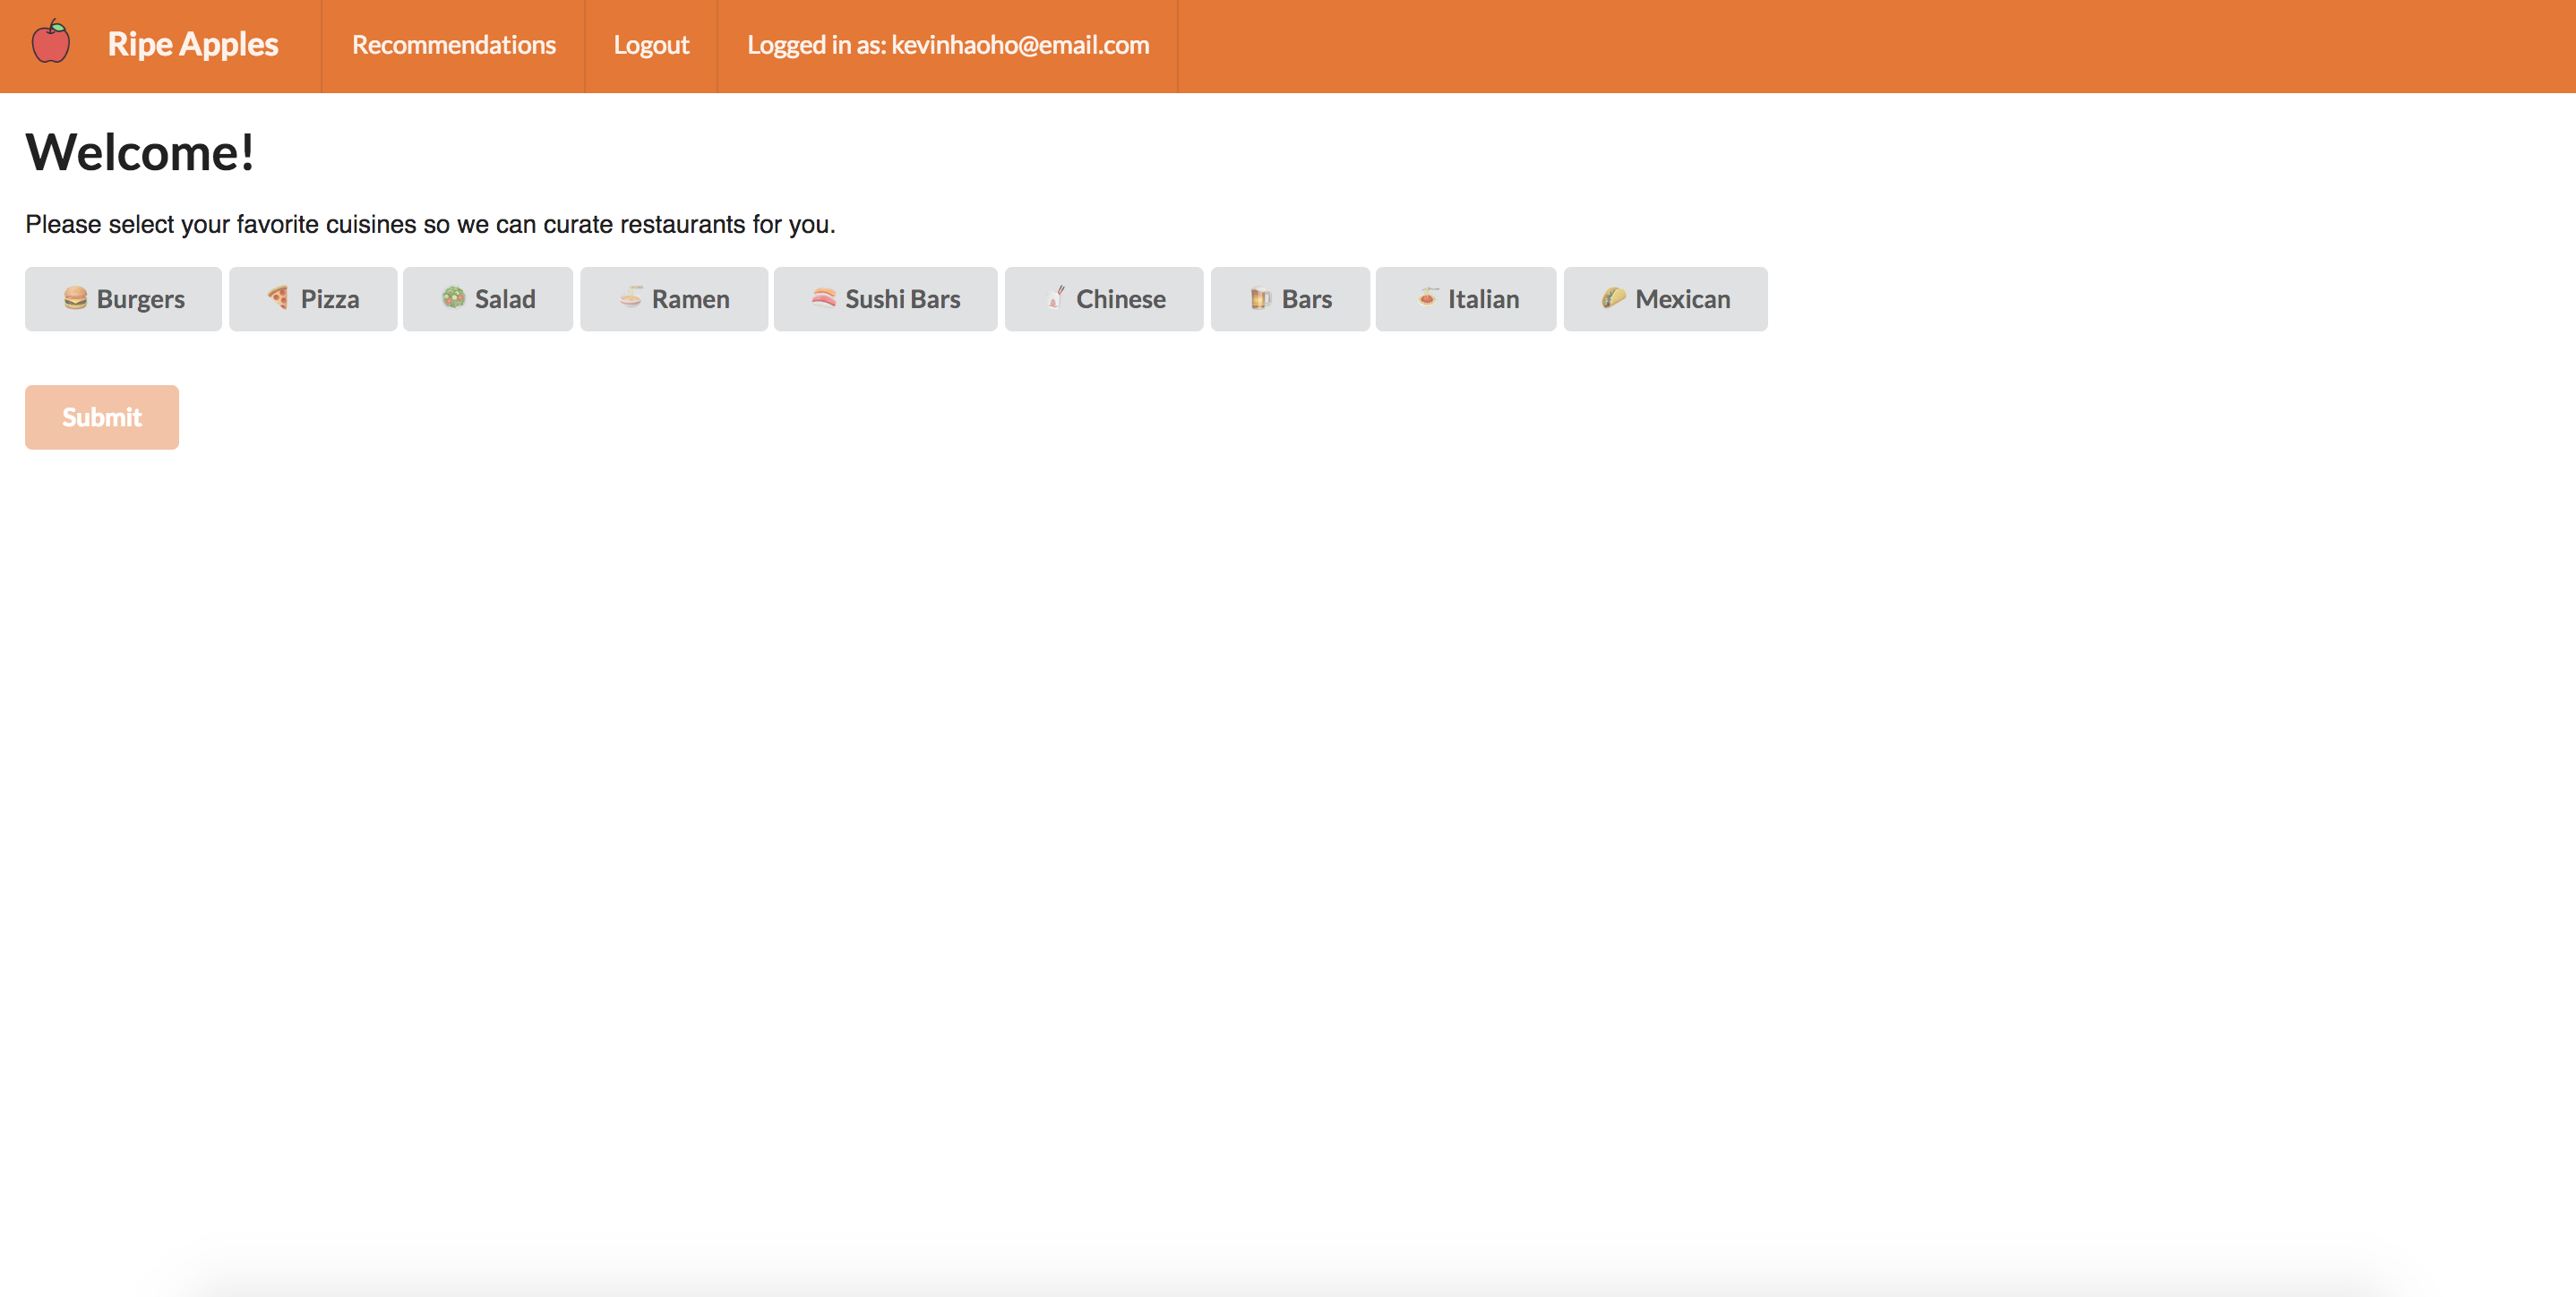 Ripe Apples Recommendations Logout Logged in as: kevinhaoho@email.com
Welcome!
Please select your favorite cuisines so we can curate restaurants for you.
Burgers Pizza Salad Ramen Sushi Bars Chinese Bars Italian Mexican
Submit